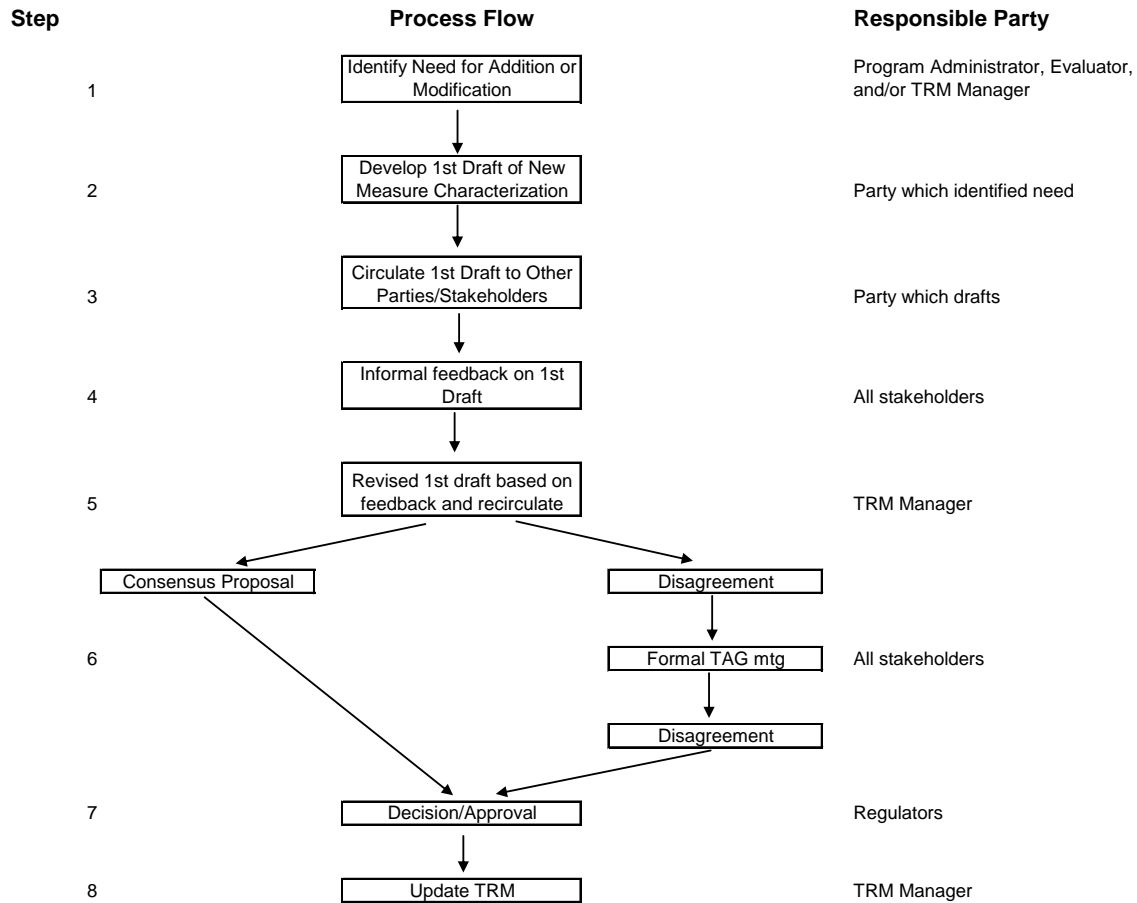 Step Process Flow Responsible Party
Identify Need for Addition or
Modification
1
Program Administrator, Evaluator,
and/or TRM Manager
Develop 1st Draft of New
Measure Characterization
2
Party which identified need
Circulate 1st Draft to Other
Parties/Stakeholders
3
Party which drafts
Informal feedback on 1st
Draft
4
All stakeholders
Revised 1st draft based on
feedback and recirculate
5
TRM Manager
Consensus Proposal
Disagreement
6
Formal TAG mtg
All stakeholders
Disagreement
7
Decision/Approval
Regulators
8
Update TRM
TRM Manager